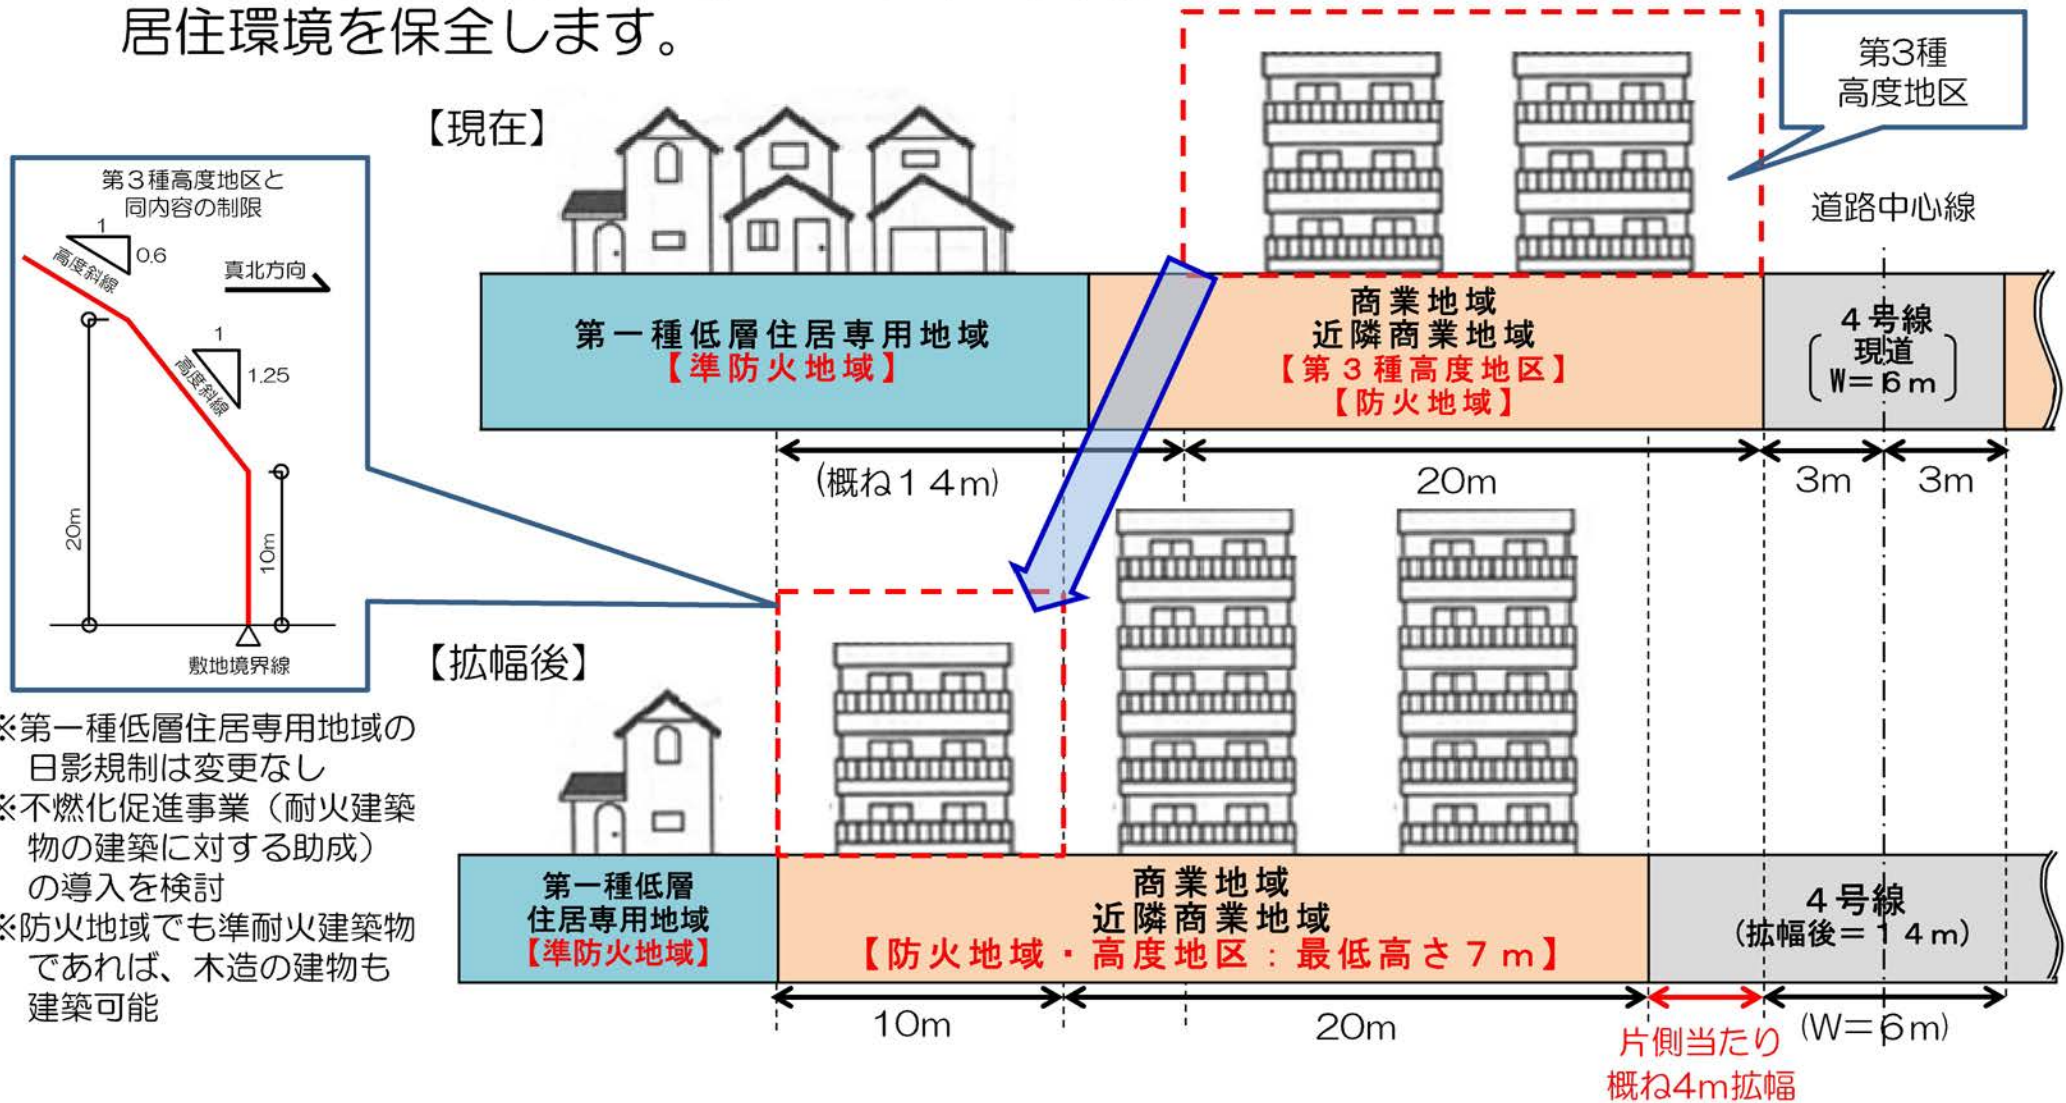 居住環境を保全します。
【現在】
第3種
高度地区
道路中心線
第３種高度地区と
同内容の制限
1
0.6
高度斜線
真北方向
1
1.25
高度斜線
20m
10m
敷地境界線
第一種低層住居専用地域
【準防火地域】
商業地域
近隣商業地域
【第３種高度地区】
【防火地域】
４号線
現道
W＝６ｍ
(概ね１４m)
20m
3m
3m
【拡幅後】
※第一種低層住居専用地域の
日影規制は変更なし
※不燃化促進事業（耐火建築
物の建築に対する助成）
の導入を検討
※防火地域でも準耐火建築物
であれば、木造の建物も
建築可能
第一種低層
住居専用地域
【準防火地域】
商業地域
近隣商業地域
【防火地域・高度地区：最低高さ７ｍ】
４号線
(拡幅後＝１４ｍ)
10m
20m
片側当たり
概ね4m拡幅
(W＝６m)